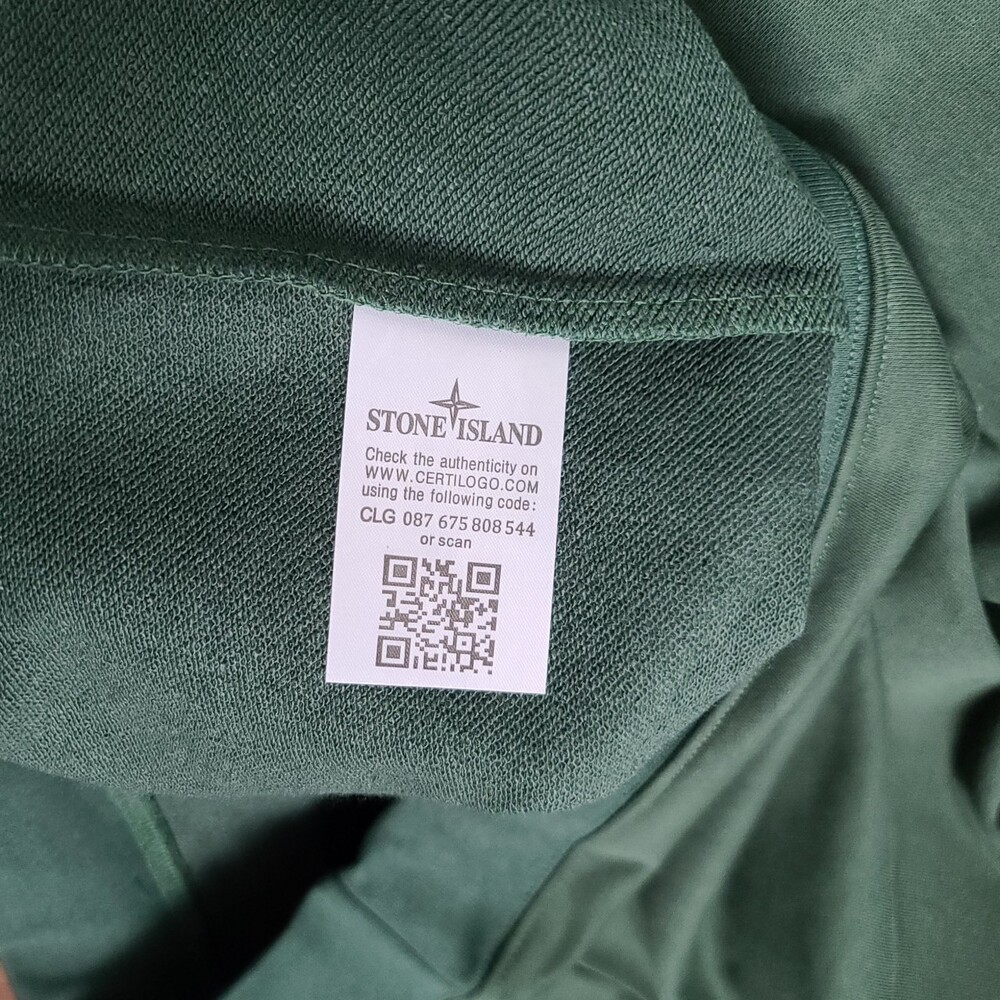 STONE ISLAND
Check the authenticity on
WWW.CERTILOGO.COM
using the following code:
CLG 087 675 808 544
or scan